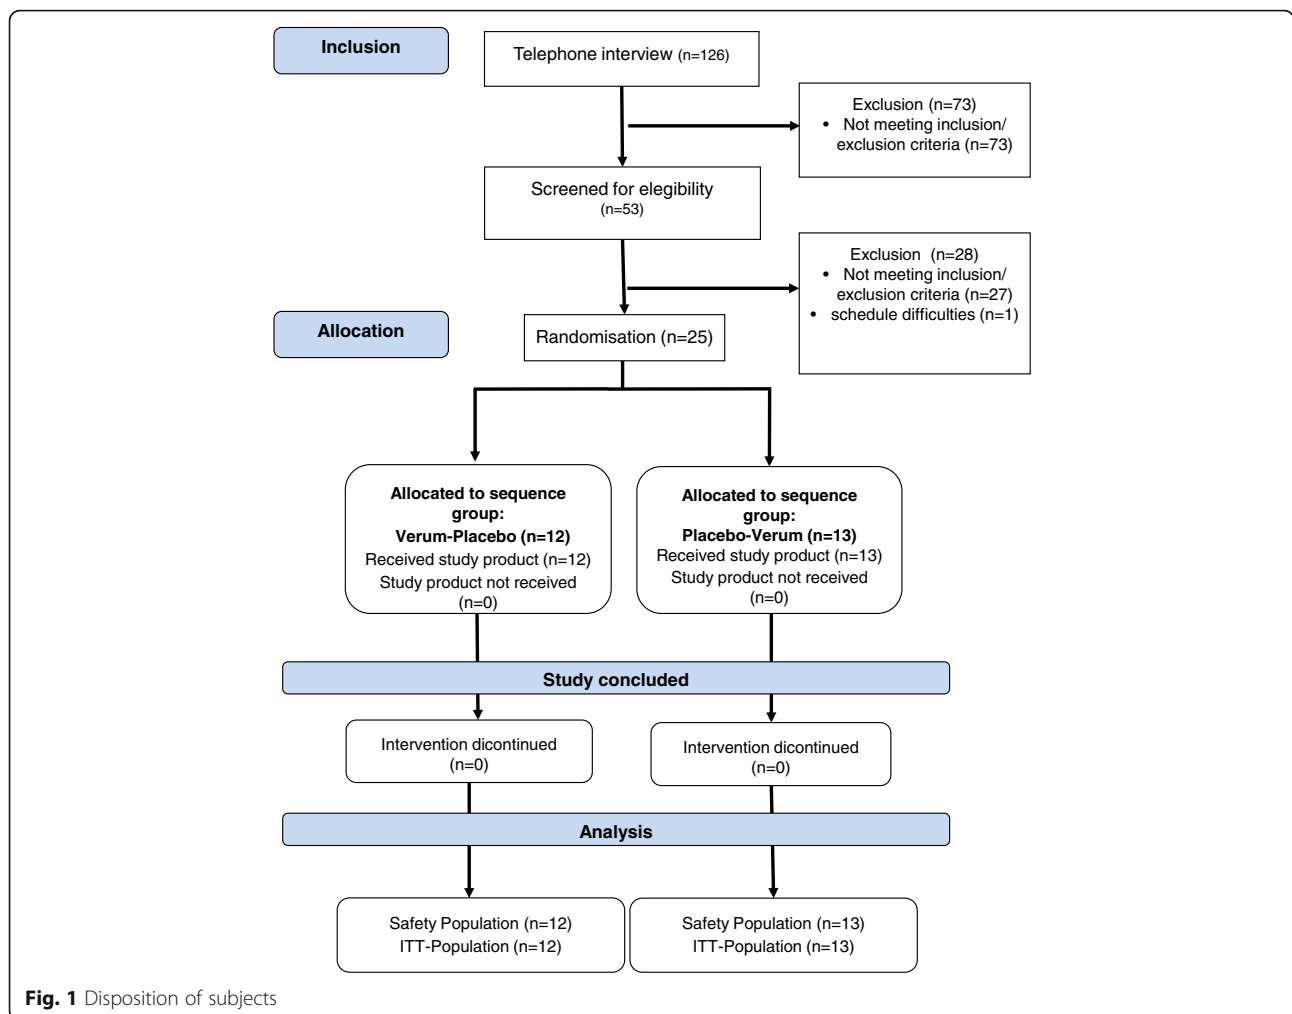 Inclusion
Telephone interview (n=126)
Exclusion (n=73)
• Not meeting inclusion/
exclusion criteria (n=73)
Screened for elegibility
(n=53)
Exclusion (n=28)
• Not meeting inclusion/
exclusion criteria (n=27)
• schedule difficulties (n=1)
Allocation
Randomisation (n=25)
Allocated to sequence
group:
Verum-Placebo (n=12)
Received study product (n=12)
Study product not received
(n=0)
Allocated to sequence
group:
Placebo-Verum (n=13)
Received study product (n=13)
Study product not received
(n=0)
Study concluded
Intervention dicontinued
(n=0)
Intervention dicontinued
(n=0)
Analysis
Safety Population (n=12)
ITT-Population (n=12)
Safety Population (n=13)
ITT-Population (n=13)
Fig. 1 Disposition of subjects